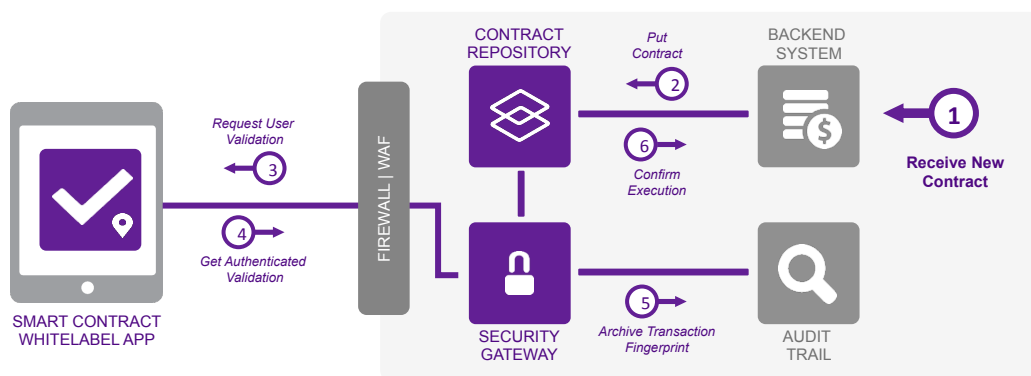 CONTRACT
REPOSITORY
Put
Contract
2
BACKEND
SYSTEM
$
1
Receive New
Contract
6
Confirm
Execution
Request User
Validation
3
4
Get Authenticated
Validation
FIREWALL | WAF
SMART CONTRACT
WHITELABEL APP
SECURITY
GATEWAY
5
Archive Transaction
Fingerprint
AUDIT
TRAIL